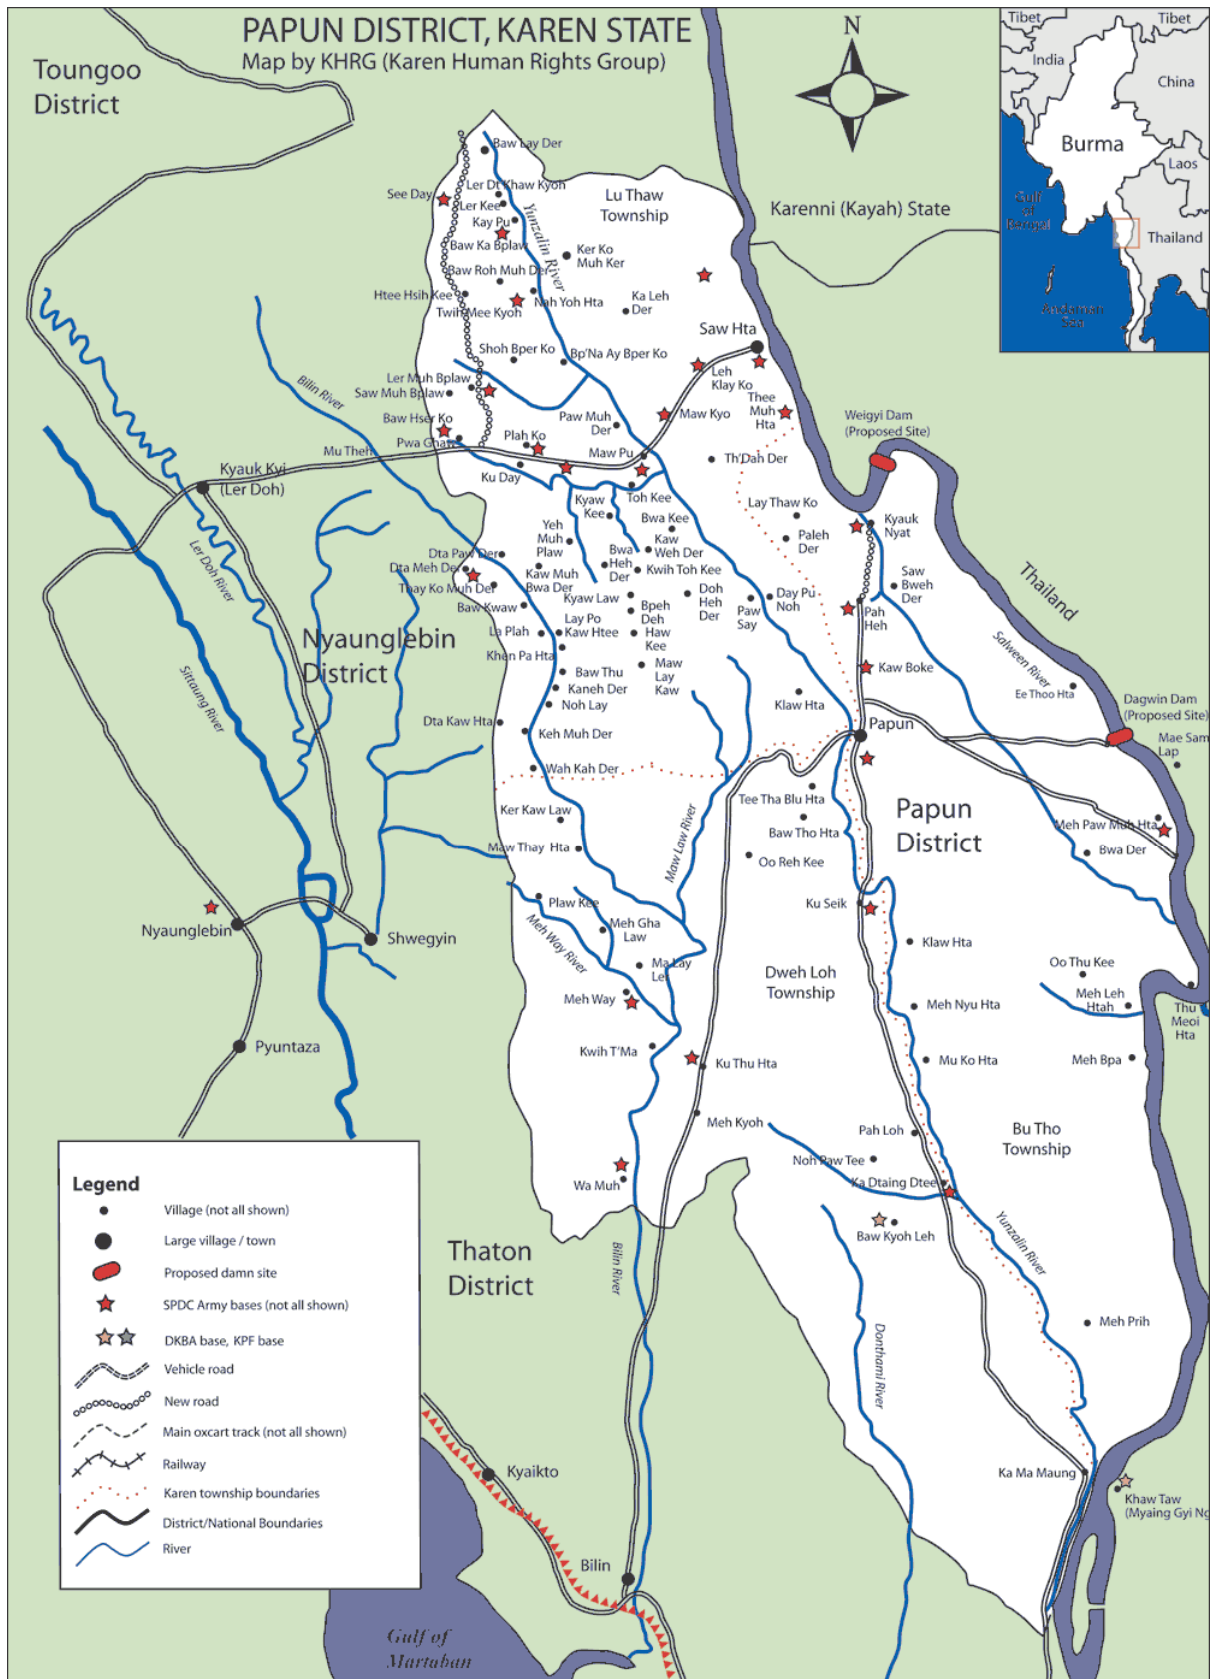 PAPUN DISTRICT, KAREN STATE
Map by KHRG (Karen Human Rights Group)
N
Tibet
Tibet
India
China
Burma
Laos
Gulf
of
Bengal
Thailand
Andaman
Sea
Toungoo
District
Karenni (Kayah) State
Lu Thaw
Township
Baw Lay Der
Ler Dt Khaw Kyoh
See Day
Ler Kee
Kay Pu
Yunzalin River
Baw Ka Bplaw
Ker Ko
Muh Ker
Baw Roh Muh Der
Htee Hsih Kee
Nah Yoh Hta
Ka Leh
Der
Twih Mee Kyoh
Saw Hta
Shoh Bper Ko
Bp'Na Ay Bper Ko
Leh
Klay Ko
Ler Muh Bplaw
Saw Muh Bplaw
Thee
Muh
Hta
Bilin River
Baw Hser Ko
Paw Muh
Der
Maw Kyo
Weigyi Dam
(Proposed Site)
Pwa Ghaw
Plah Ko
Mu Theh
Maw Pu
Th'Dah Der
Kyauk Kyi
(Ler Doh)
Ku Day
Toh Kee
Kyaw
Kee
Lay Thaw Ko
Kyauk
Nyat
Yeh
Muh
Plaw
Bwa Kee
Kaw
Weh Der
Paleh
Der
Dta Paw Der
Dta Meh Der
Bwa
Heh
Der
Kwih Toh Kee
Kaw Muh
Bwa Der
Thay Ko Muh Der
Saw
Bweh
Der
Thailand
Ler Doh River
Kyaw Law
Doh
Heh
Der
Day Pu
Noh
Paw
Say
Baw Kwaw
Bpeh
Deh
Pah
Heh
Lay Po
Kaw Htee
La Plah
Haw
Kee
Nyaunglebin
District
Khen Pa Hta
Salween River
Maw
Lay
Kaw
Baw Thu
Kaw Boke
Kaneh Der
Ee Thoo Hta
Sittaung River
Noh Lay
Klaw Hta
Dagwin Dam
(Proposed Site)
Dta Kaw Hta
Papun
Keh Muh Der
Mae Sam
Lap
Wah Kah Der
Tee Tha Blu Hta
Papun
District
Ker Kaw Law
Meh Paw Muh Hta
Baw Tho Hta
Maw Law River
Maw Thay Hta
Oo Reh Kee
Bwa Der
Plaw Kee
Ku Seik
Nyaunglebin
Shwegyin
Meh Way River
Meh Gha
Law
Klaw Hta
Ma Lay
Ler
Dweh Loh
Township
Oo Thu Kee
Meh Way
Meh Leh
Htah
Meh Nyu Hta
Thu
Meoi
Hta
Pyuntaza
Kwih T'Ma
Ku Thu Hta
Mu Ko Hta
Meh Bpa
Meh Kyoh
Pah Loh
Bu Tho
Township
Noh Paw Tee
Wa Muh
Ka Dtaing Dtee
Yunzalin River
Baw Kyoh Leh
Thaton
District
Bilin River
Meh Prih
Donthami River
Kyaikto
Ka Ma Maung
Khaw Taw
(Myaing Gyi Ng
Bilin
Gulf of
Martaban
Legend
Village (not all shown)
Large village / town
Proposed damn site
SPDC Army bases (not all shown)
DKBA base, KPF base
Vehicle road
New road
Main oxcart track (not all shown)
Railway
Karen township boundaries
District/National Boundaries
River